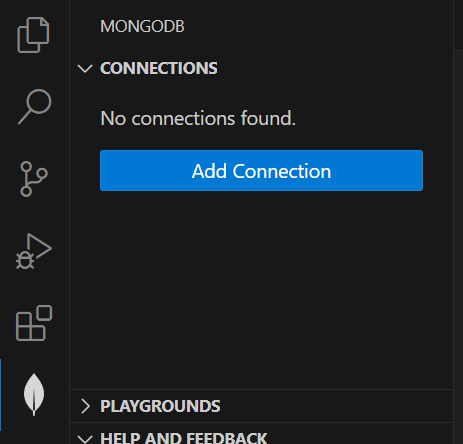 MONGODB
CONNECTIONS
No connections found.
Add Connection
PLAYGROUNDS
HELP AND FEEDBACK